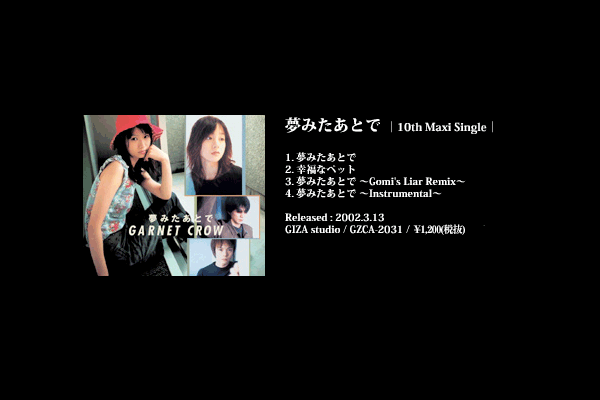 夢みたあとで
GARNET CROW
夢みたあとで | 10th Maxi Single |
1. 夢みたあとで
2. 幸福なペット
3. 夢みたあとで ～Gomi's Liar Remix～
4. 夢みたあとで ～Instrumental～
Released : 2002.3.13
GIZA studio / GZCA-2031 / ¥1,200(税抜)